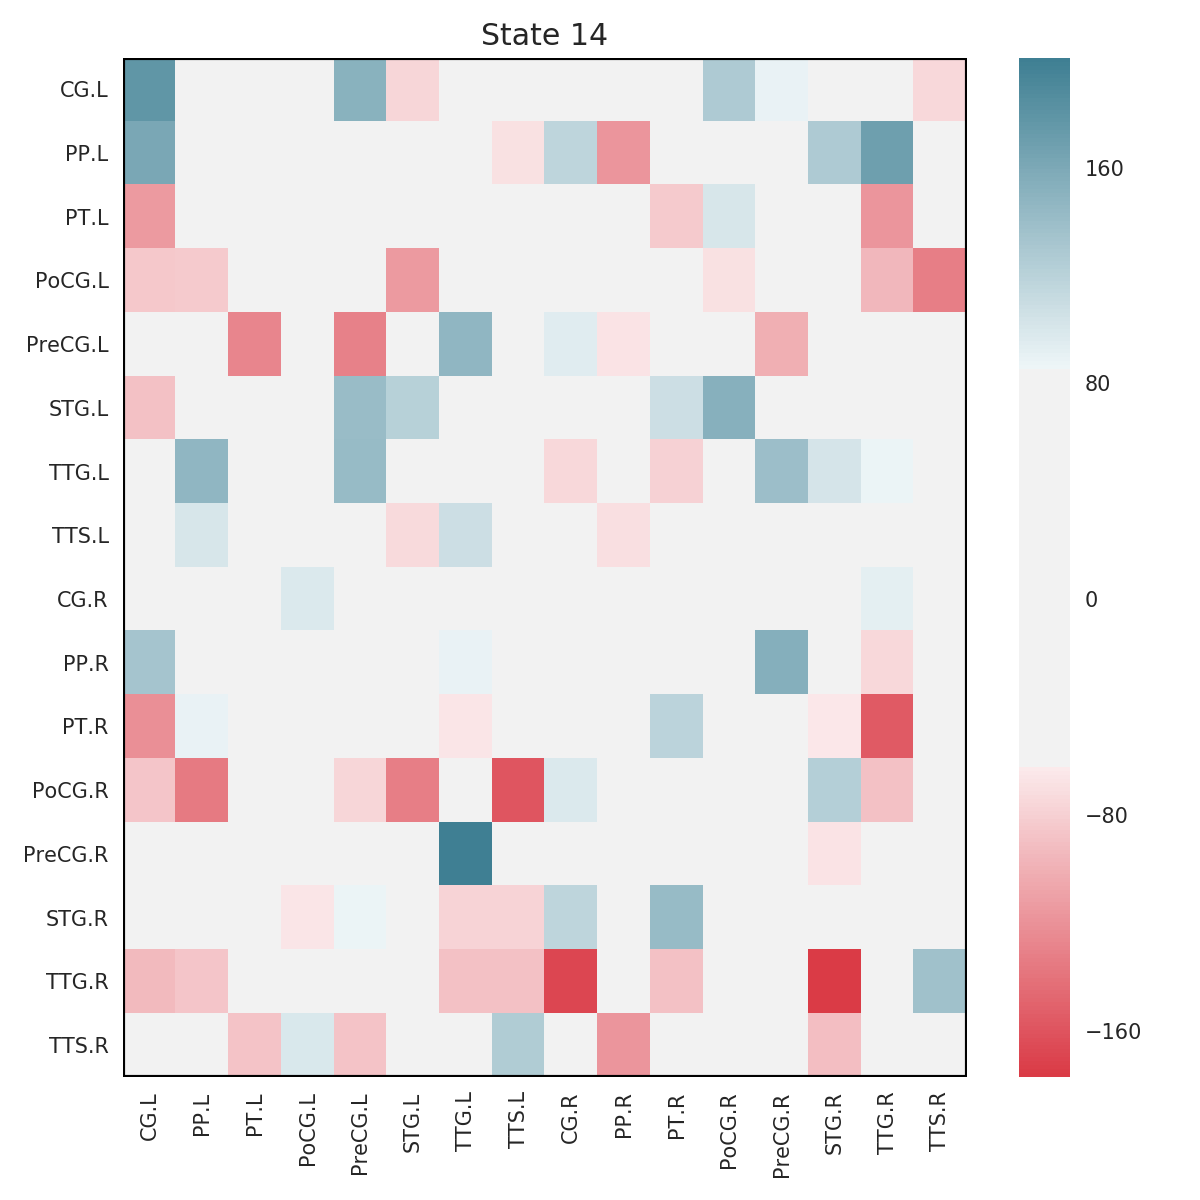 State 14
CG.L
PP.L
PT.L
PoCG.L
PreCG.L
STG.L
TTG.L
TTS.L
CG.R
PP.R
PT.R
PoCG.R
PreCG.R
STG.R
TTG.R
TTS.R
CG.L
PP.L
PT.L
PoCG.L
PreCG.L
STG.L
TTG.L
TTS.L
CG.R
PP.R
PT.R
PoCG.R
PreCG.R
STG.R
TTG.R
TTS.R
160
80
0
−80
−160